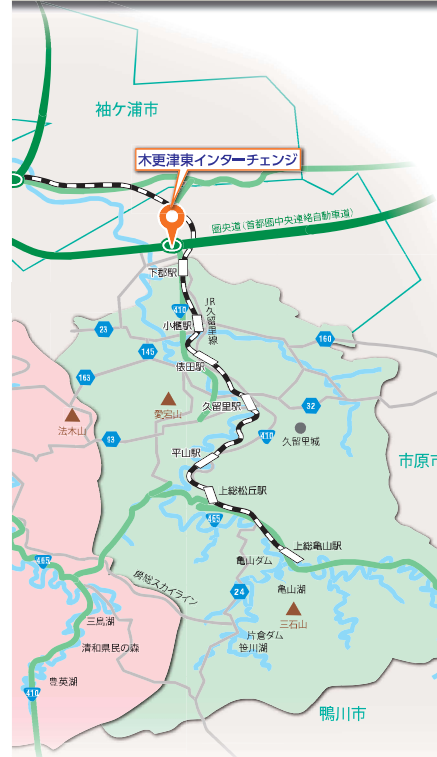 袖ケ浦市
木更津東インターチェンジ
圏央道(首都圏中央連絡自動車道)
下郡駅
410
JR久留里線
小櫃駅
23
160
145
俵田駅
163
32
愛宕山
久留里駅
法木山
93
410
久留里城
平山駅
市原市
上総松丘駅
465
上総亀山駅
465
亀山ダム
房総スカイライン
24
亀山湖
三島湖
三石山
清和県民の森
片倉ダム
笹川湖
豊英湖
410
鴨川市